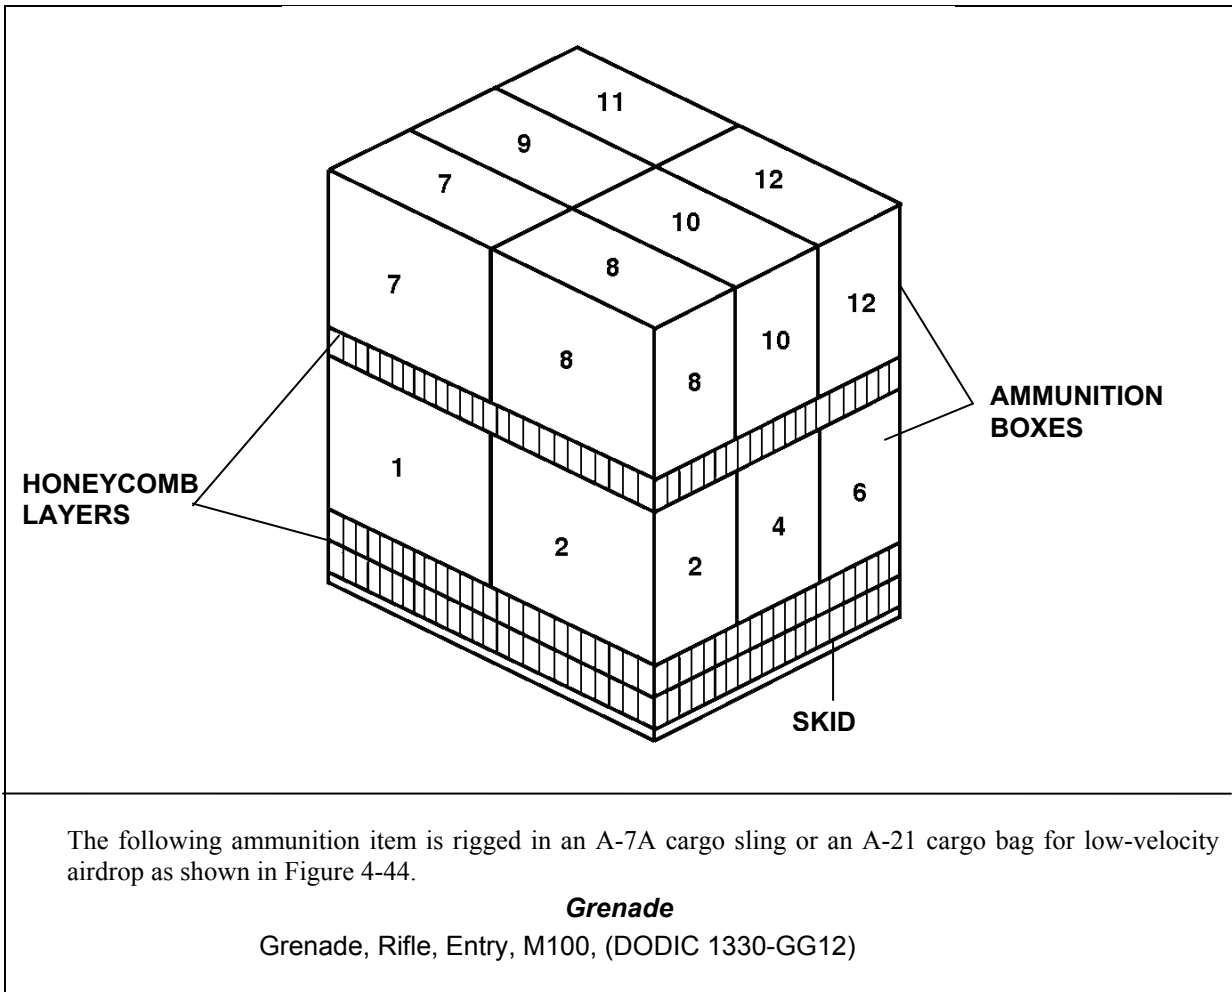 11
9
12
7
10
8
7
12
10
8
8
AMMUNITION
BOXES
1
6
HONEYCOMB
LAYERS
4
2
2
SKID
The following ammunition item is rigged in an A-7A cargo sling or an A-21 cargo bag for low-velocity
airdrop as shown in Figure 4-44.
Grenade
Grenade, Rifle, Entry, M100, (DODIC 1330-GG12)